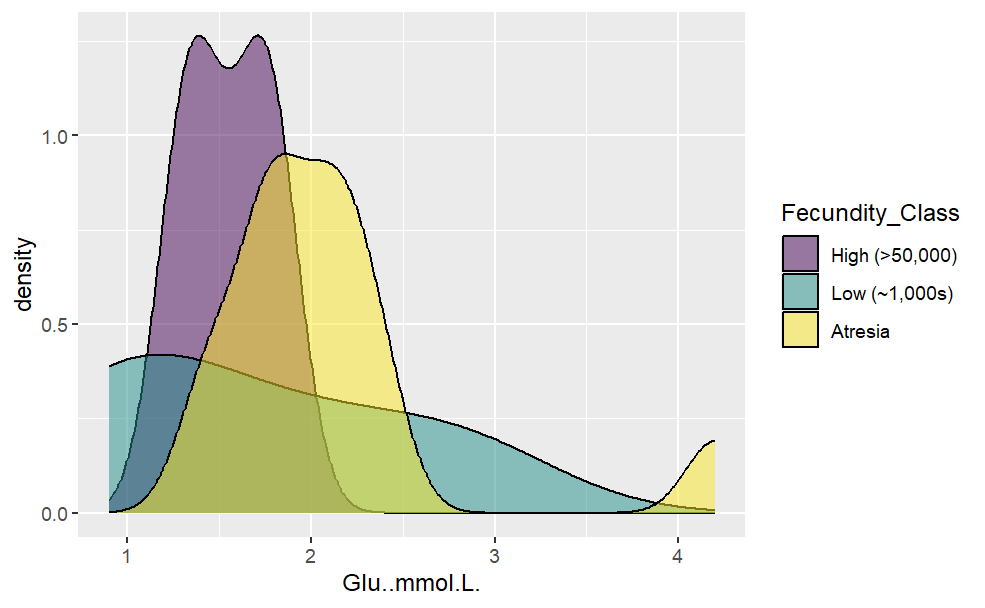 density
1.0
0.5
0.0
1
2
3
4
Glu..mmol.L.
Fecundity_Class
High (>50,000)
Low (~1,000s)
Atresia